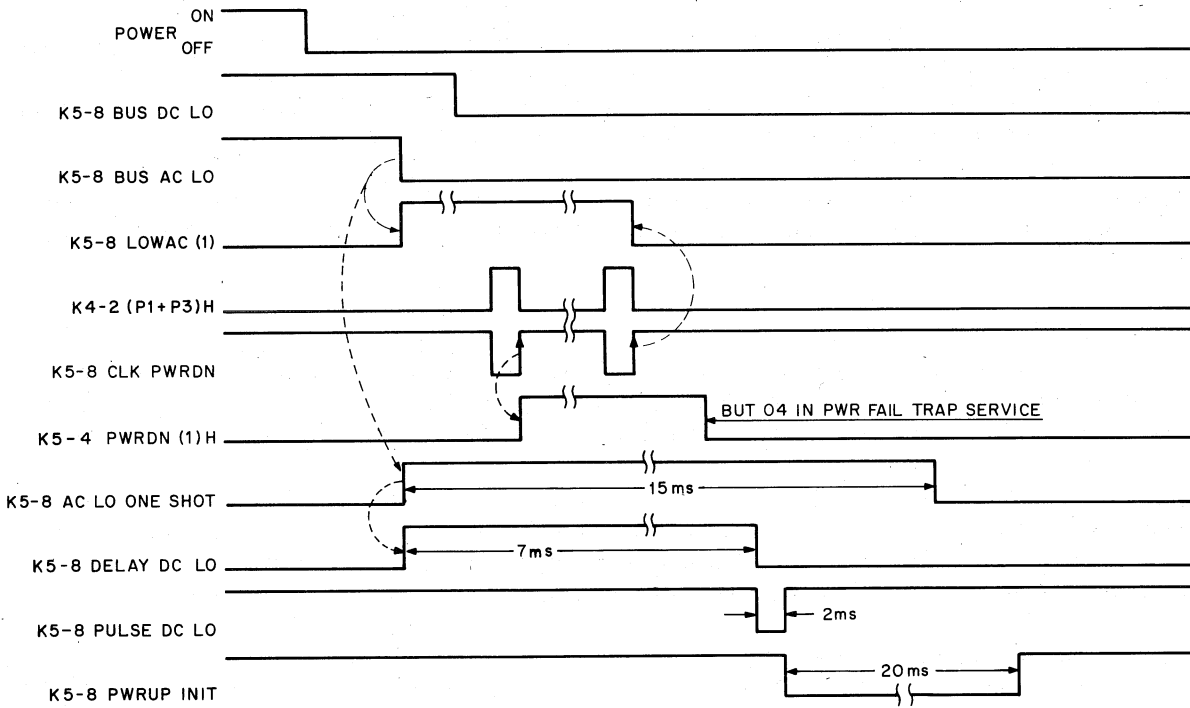 ON
POWER
OFF
K5-8 BUS DC LO
K5-8 BUS AC LO
K5-8 LOWAC (1)
K4-2 (P1+P3)H
K5-8 CLK PWRDN
BUT 04 IN PWR FAIL TRAP SERVICE
K5-4 PWRDN (1) H
K5-8 AC LO ONE SHOT
15ms
7ms
K5-8 DELAY DC LO
2ms
K5-8 PULSE DC LO
20ms
K5-8 PWRUP INIT